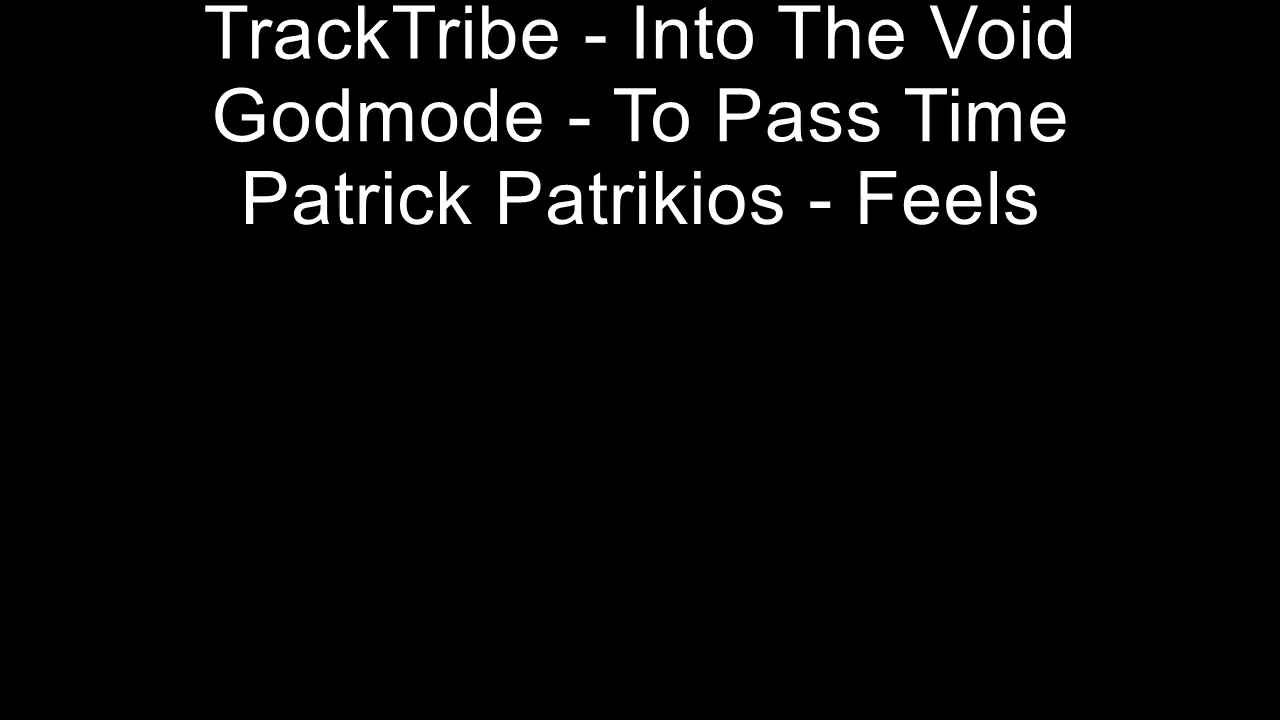 TrackTribe - Into The Void
Godmode - To Pass Time
Patrick Patrikios - Feels